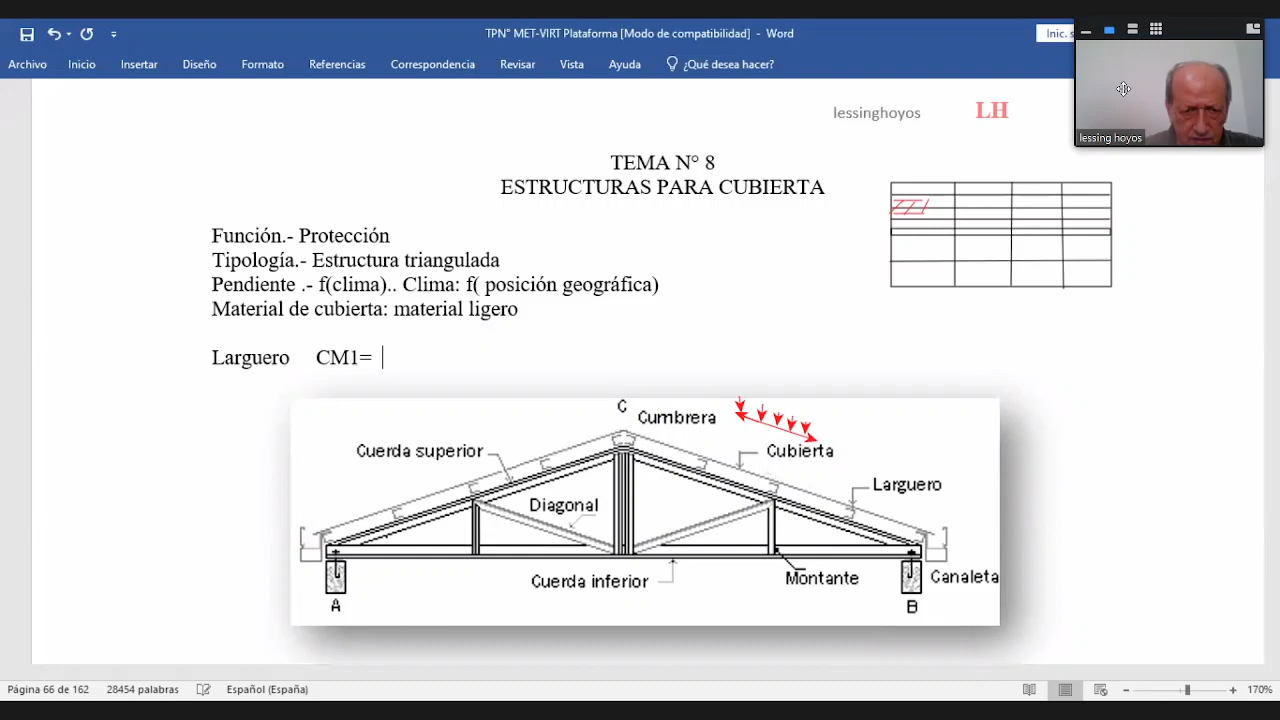 TPN° MET-VIRT Plataforma [Modo de compatibilidad] - Word
Inic. s
Archivo Inicio Insertar Diseño Formato Referencias Correspondencia Revisar Vista Ayuda ¿Qué desea hacer?
lessing hoyos
lessinghoyos LH
TEMA N° 8
ESTRUCTURAS PARA CUBIERTA
Función.- Protección
Tipología.- Estructura triangulada
Pendiente .- f(clima).. Clima: f( posición geográfica)
Material de cubierta: material ligero
Larguero CM1=
C
Cumbrera
Cuerda superior
Cubierta
Larguero
Diagonal
Cuerda inferior
Montante
Canaleta
A
B
Página 66 de 162 28454 palabras Español (España) 170%